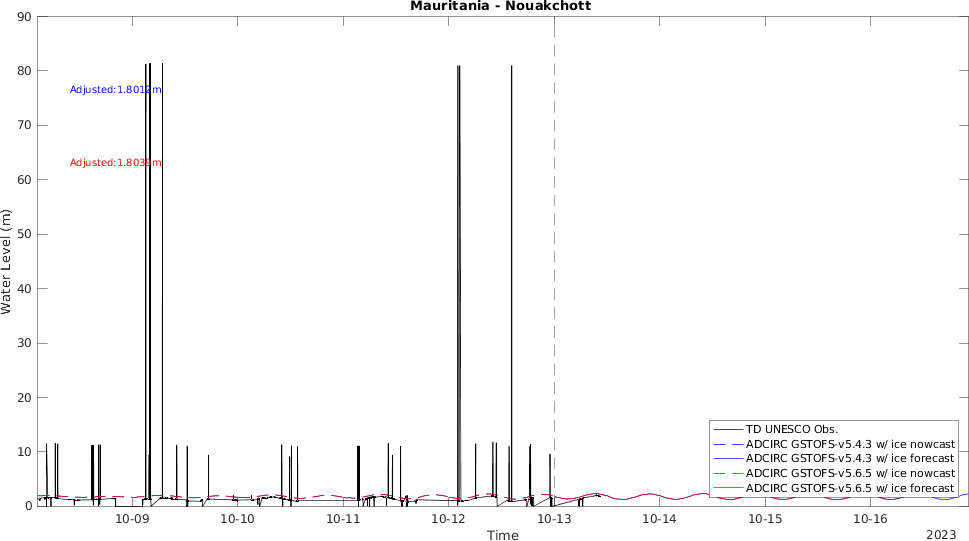 Mauritania - Nouakchott
90
80
70
60
50
40
30
20
10
0
Water Level (m)
Adjusted:1.8012m
Adjusted:1.8039m
TD UNESCO Obs.
ADCIRC GSTOFS-v5.4.3 w/ ice nowcast
ADCIRC GSTOFS-v5.4.3 w/ ice forecast
ADCIRC GSTOFS-v5.6.5 w/ ice nowcast
ADCIRC GSTOFS-v5.6.5 w/ ice forecast
10-09 10-10 10-11 10-12 10-13 10-14 10-15 10-16
Time
2023